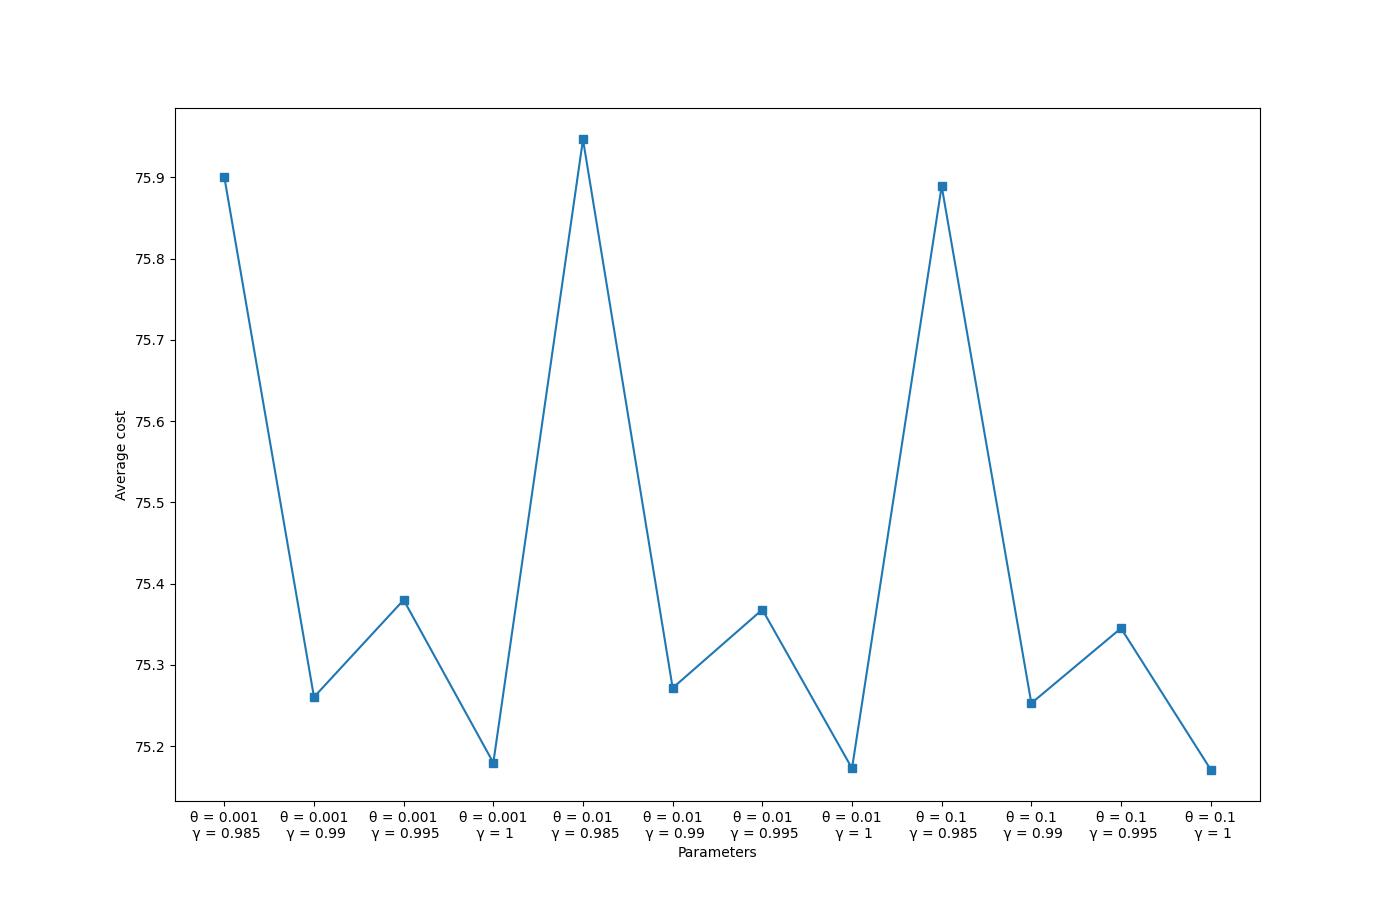 75.9
75.8
75.7
75.6
75.5
75.4
75.3
75.2
Average cost
θ = 0.001 θ = 0.001 θ = 0.001 θ = 0.001 θ = 0.01 θ = 0.01 θ = 0.01 θ = 0.01 θ = 0.1 θ = 0.1 θ = 0.1 θ = 0.1
γ = 0.985 γ = 0.99 γ = 0.995 γ = 1 γ = 0.985 γ = 0.99 γ = 0.995 γ = 1 γ = 0.985 γ = 0.99 γ = 0.995 γ = 1
Parameters